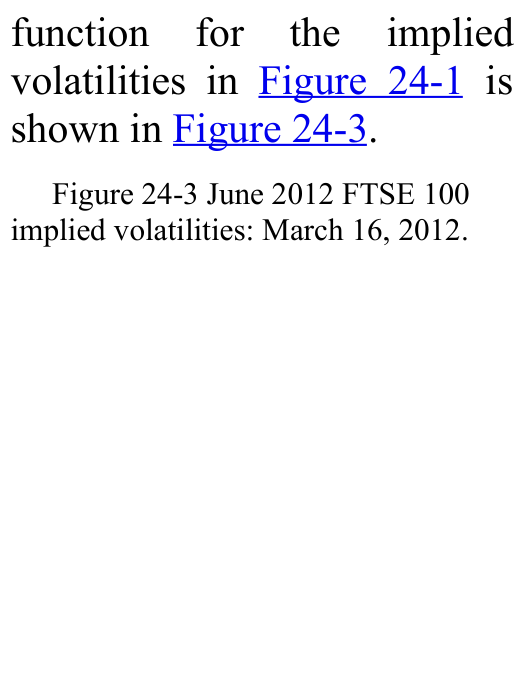 function for the implied
volatilities in Figure 24-1 is
shown in Figure 24-3.
Figure 24-3 June 2012 FTSE 100
implied volatilities: March 16, 2012.